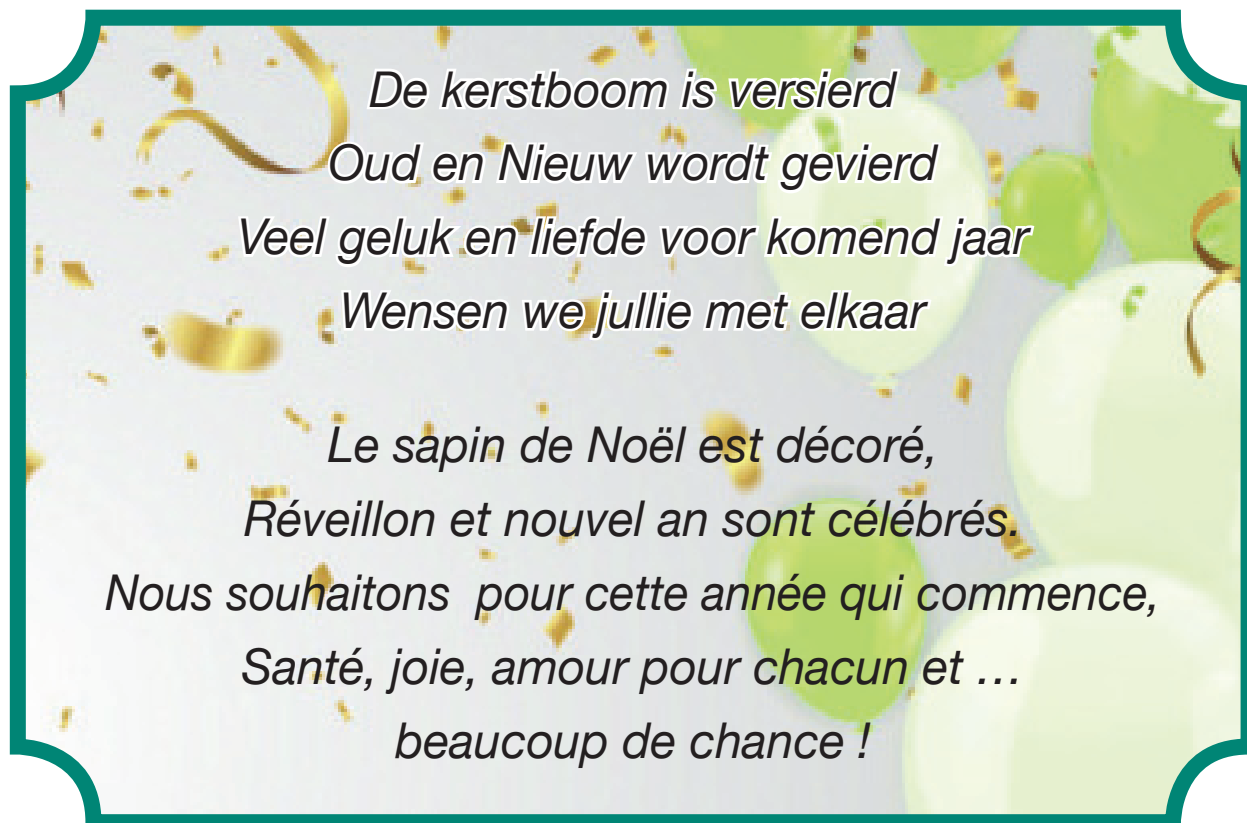 De kerstboom is versierd
Oud en Nieuw wordt gevierd
Veel geluk en liefde voor komend jaar
Wensen we jullie met elkaar
Le sapin de Noël est décoré,
Réveillon et nouvel an sont célébrés.
Nous souhaitons  pour cette année qui commence,
Santé, joie, amour pour chacun et …
beaucoup de chance !